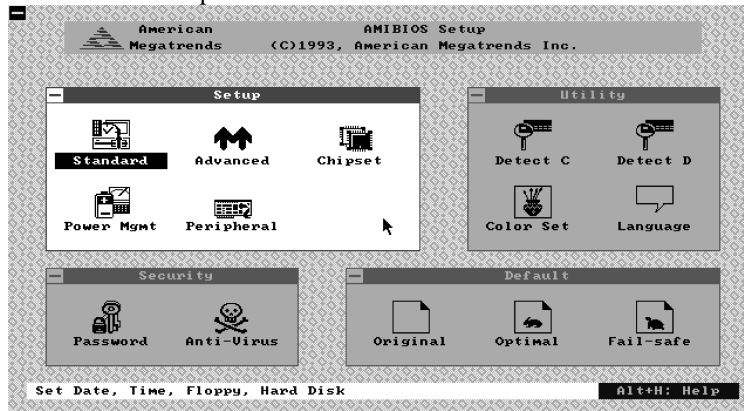 American
Megatrends
AMIBIOS Setup
(C)1993, American Megatrends Inc.
Setup
Standard
Advanced
Chipset
Power Mgmt
Peripheral
Utility
Detect C
Detect D
Color Set
Language
Security
Password
Anti-Virus
Default
Original
Optimal
Fail-safe
Set Date, Time, Floppy, Hard Disk
Alt+H: Help